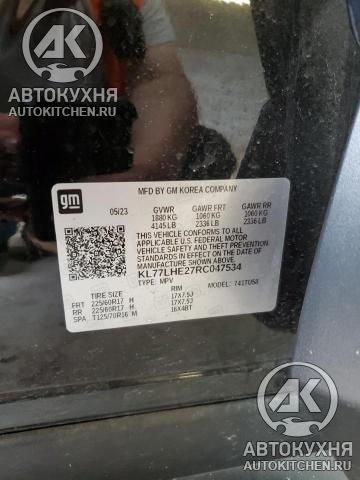 АК
АВТОКУХНЯ
AUTOKITCHEN.RU
gm
MFD BY GM KOREA COMPANY
05/23 GVWR GAWR FRT GAWR RR
1880 KG 1060 KG 1060 KG
4145 LB 2336 LB 2336 LB
THIS VEHICLE CONFORMS TO ALL
APPLICABLE U.S. FEDERAL MOTOR
VEHICLE SAFETY AND THEFT PREVENTION
STANDARDS IN EFFECT ON THE DATE OF
MANUFACTURE SHOWN ABOVE.
KL77LHE27RC047534
TYPE: MPV MODEL: 1TU58
TIRE SIZE RIM
FRT 225/60R17 H 17X7.5J
RR 225/60R17 H 17X7.5J
SPA T125/70R16 M 16X4BT
АК
АВТОКУХНЯ
AUTOKITCHEN.RU